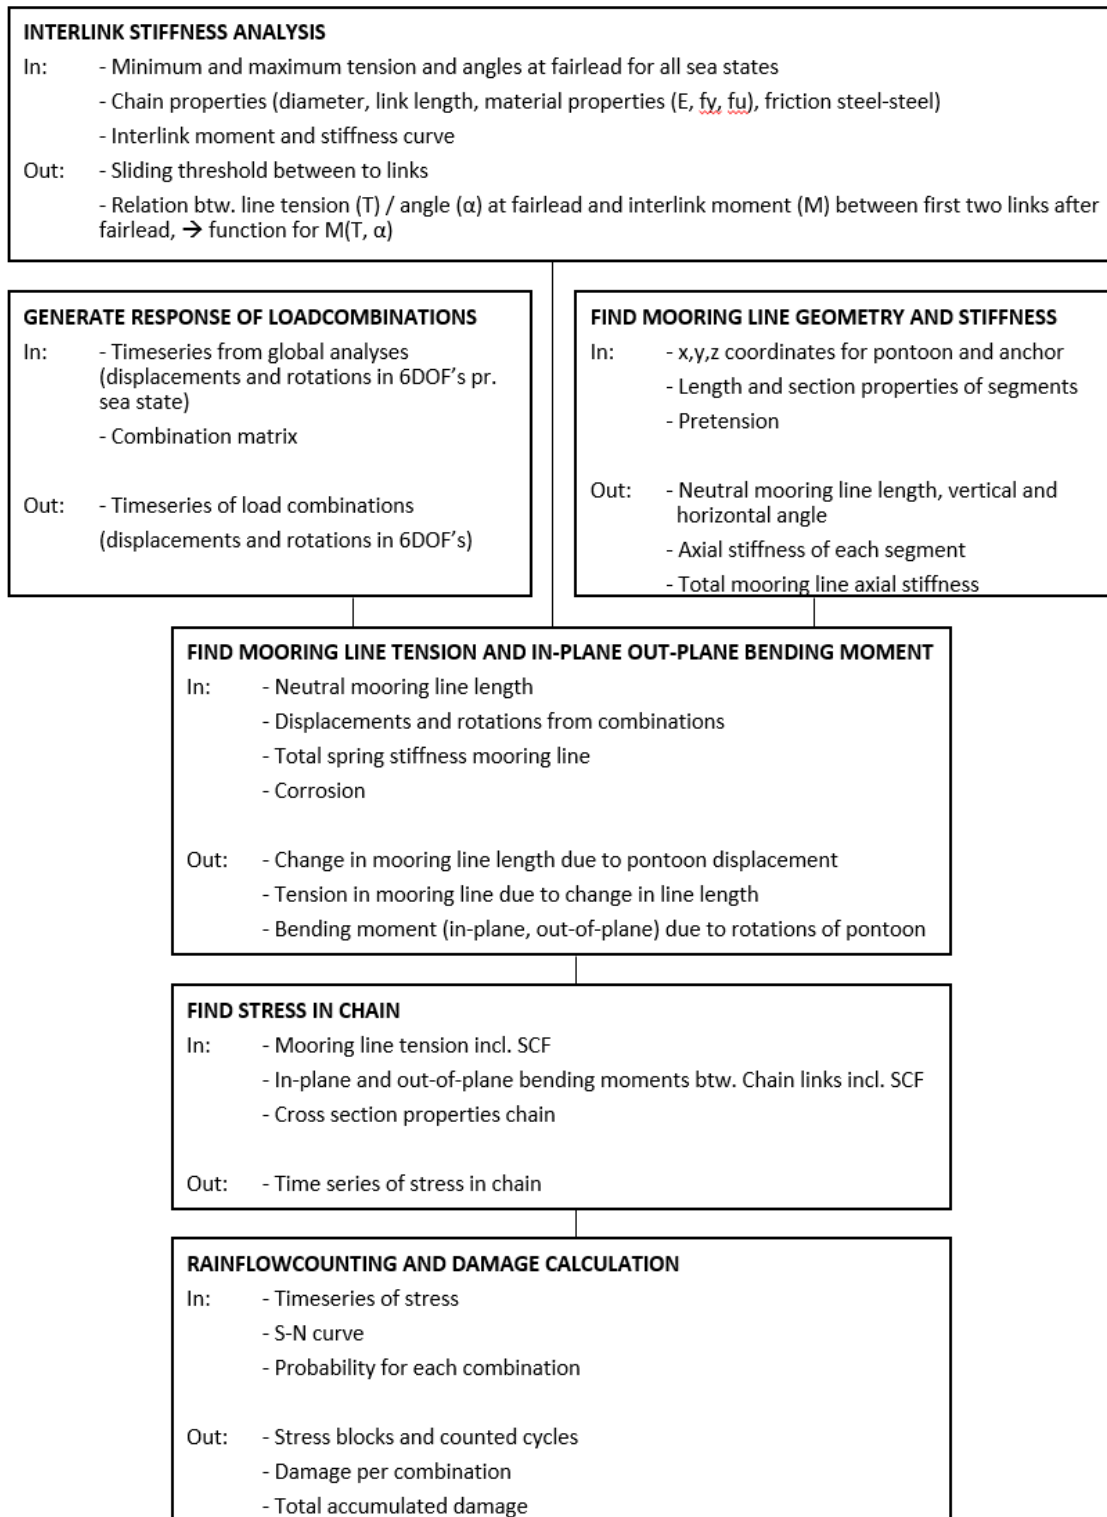 INTERLINK STIFFNESS ANALYSIS
In: - Minimum and maximum tension and angles at fairlead for all sea states
- Chain properties (diameter, link length, material properties (E, fy, fu), friction steel-steel)
- Interlink moment and stiffness curve
Out: - Sliding threshold between to links
- Relation btw. line tension (T) / angle (α) at fairlead and interlink moment (M) between first two links after
fairlead, → function for M(T, α)
GENERATE RESPONSE OF LOADCOMBINATIONS
In: - Timeseries from global analyses
(displacements and rotations in 6DOF's pr.
sea state)
- Combination matrix
Out: - Timeseries of load combinations
(displacements and rotations in 6DOF's)
FIND MOORING LINE GEOMETRY AND STIFFNESS
In: - x,y,z coordinates for pontoon and anchor
- Length and section properties of segments
- Pretension
Out: - Neutral mooring line length, vertical and
horizontal angle
- Axial stiffness of each segment
- Total mooring line axial stiffness
FIND MOORING LINE TENSION AND IN-PLANE OUT-PLANE BENDING MOMENT
In: - Neutral mooring line length
- Displacements and rotations from combinations
- Total spring stiffness mooring line
- Corrosion
Out: - Change in mooring line length due to pontoon displacement
- Tension in mooring line due to change in line length
- Bending moment (in-plane, out-of-plane) due to rotations of pontoon
FIND STRESS IN CHAIN
In: - Mooring line tension incl. SCF
- In-plane and out-of-plane bending moments btw. Chain links incl. SCF
- Cross section properties chain
Out: - Time series of stress in chain
RAINFLOWCOUNTING AND DAMAGE CALCULATION
In: - Timeseries of stress
- S-N curve
- Probability for each combination
Out: - Stress blocks and counted cycles
- Damage per combination
- Total accumulated damage